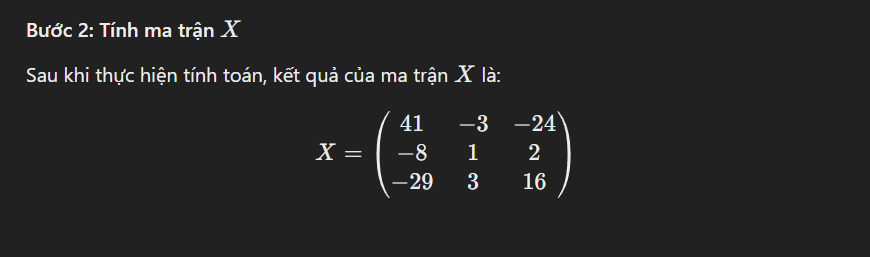 Bước 2: Tính ma trận X
Sau khi thực hiện tính toán, kết quả của ma trận X là:
41 −3 −24
X = −8 1 2
−29 3 16